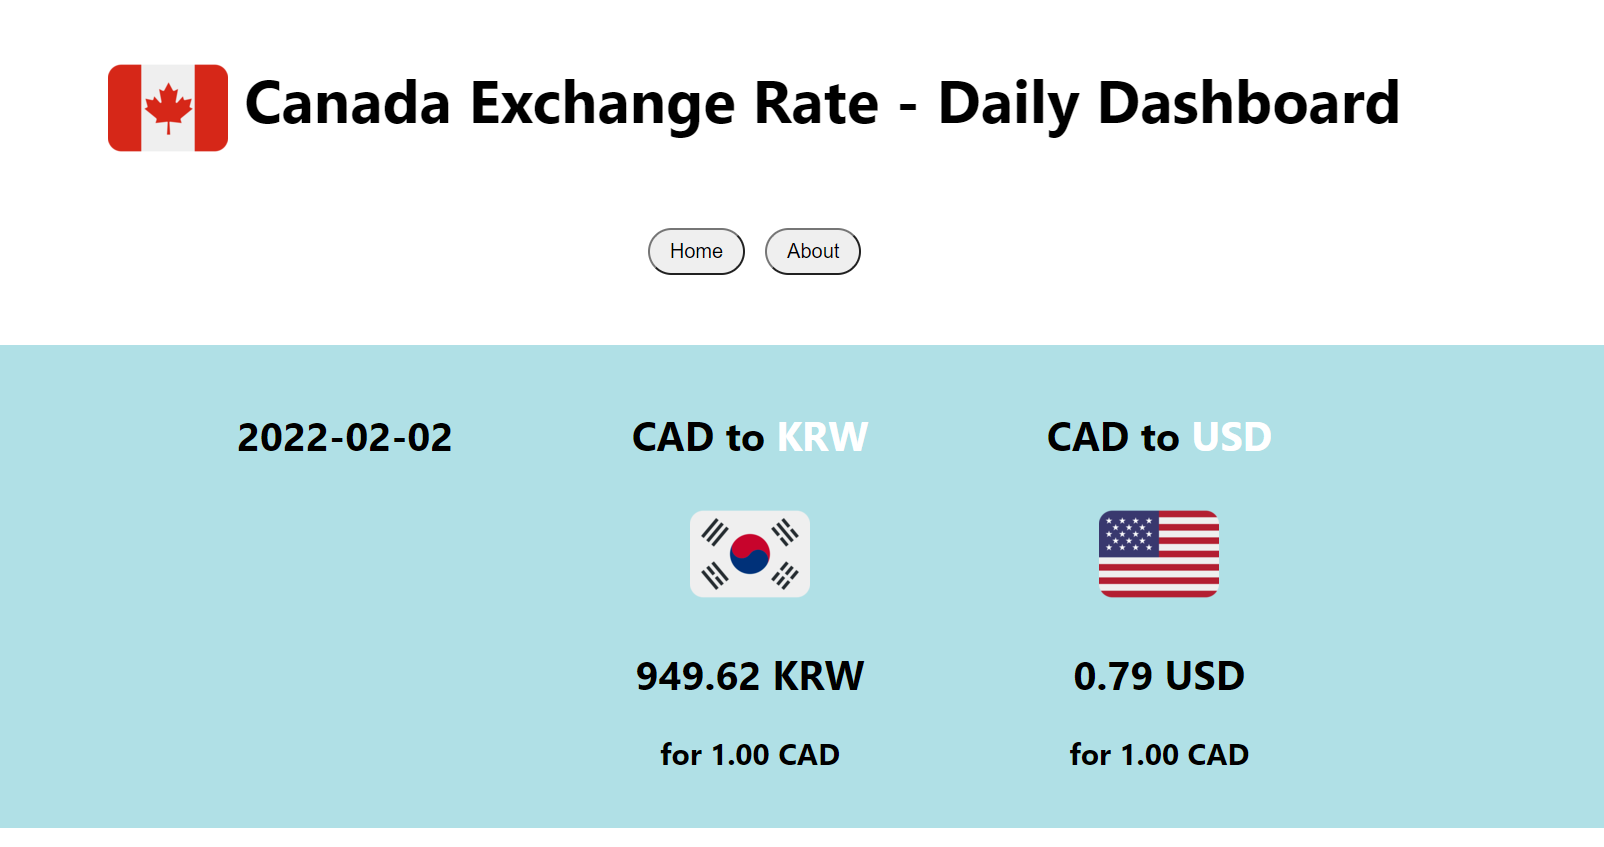 Canada Exchange Rate - Daily Dashboard
Home About
2022-02-02
CAD to KRW
949.62 KRW
for 1.00 CAD
CAD to USD
0.79 USD
for 1.00 CAD